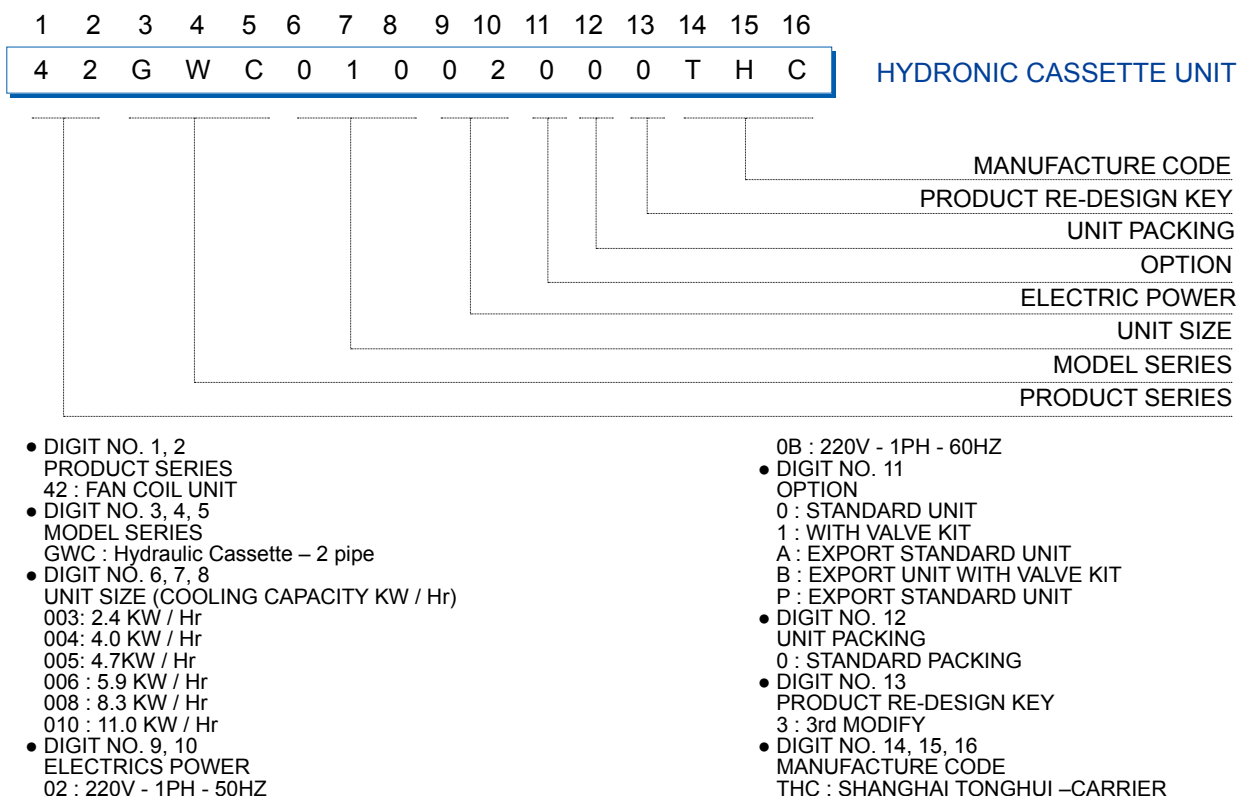 1 2 3 4 5 6 7 8 9 10 11 12 13 14 15 16
4 2 G W C 0 1 0 0 2 0 0 0 T H C
HYDRONIC CASSETTE UNIT
MANUFACTURE CODE
PRODUCT RE-DESIGN KEY
UNIT PACKING
OPTION
ELECTRIC POWER
UNIT SIZE
MODEL SERIES
PRODUCT SERIES
● DIGIT NO. 1, 2
PRODUCT SERIES
42 : FAN COIL UNIT
● DIGIT NO. 3, 4, 5
MODEL SERIES
GWC : Hydraulic Cassette – 2 pipe
● DIGIT NO. 6, 7, 8
UNIT SIZE (COOLING CAPACITY KW / Hr)
003: 2.4 KW / Hr
004: 4.0 KW / Hr
005: 4.7KW / Hr
006 : 5.9 KW / Hr
008 : 8.3 KW / Hr
010 : 11.0 KW / Hr
● DIGIT NO. 9, 10
ELECTRICS POWER
02 : 220V - 1PH - 50HZ
0B : 220V - 1PH - 60HZ
● DIGIT NO. 11
OPTION
0 : STANDARD UNIT
1 : WITH VALVE KIT
A : EXPORT STANDARD UNIT
B : EXPORT UNIT WITH VALVE KIT
P : EXPORT STANDARD UNIT
● DIGIT NO. 12
UNIT PACKING
0 : STANDARD PACKING
● DIGIT NO. 13
PRODUCT RE-DESIGN KEY
3 : 3rd MODIFY
● DIGIT NO. 14, 15, 16
MANUFACTURE CODE
THC : SHANGHAI TONGHUI –CARRIER